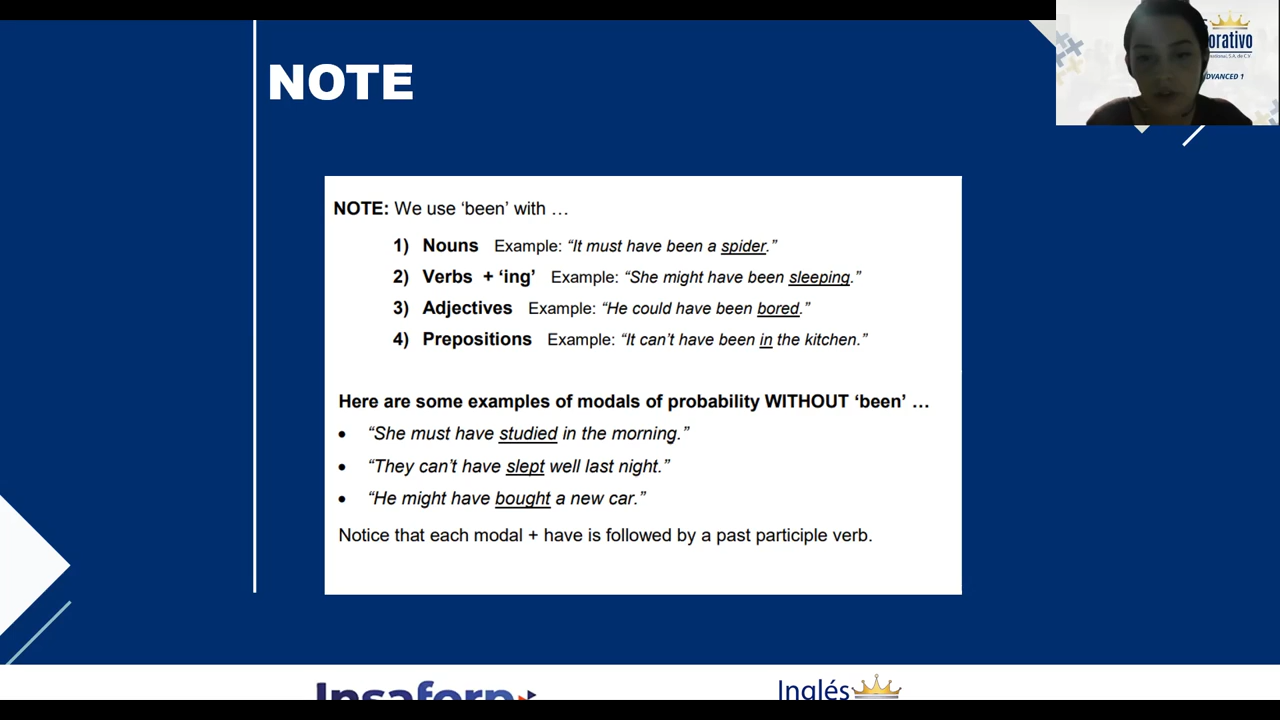 NOTE
orativo
ADVANCED 1
NOTE: We use ‘been’ with …
1) Nouns Example: “It must have been a spider.”
2) Verbs + ‘ing’ Example: “She might have been sleeping.”
3) Adjectives Example: “He could have been bored.”
4) Prepositions Example: “It can’t have been in the kitchen.”
Here are some examples of modals of probability WITHOUT ‘been’ …
• “She must have studied in the morning.”
• “They can’t have slept well last night.”
• “He might have bought a new car.”
Notice that each modal + have is followed by a past participle verb.
Insaforp
Inglés